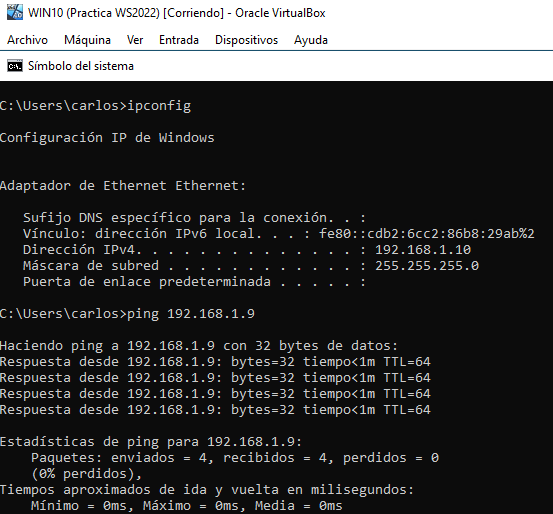 WIN10 (Practica WS2022) [Corriendo] - Oracle VirtualBox
Archivo Máquina Ver Entrada Dispositivos Ayuda
Símbolo del sistema
C:\Users\carlos>ipconfig
Configuración IP de Windows
Adaptador de Ethernet Ethernet:
Sufijo DNS específico para la conexión. . :
Vínculo: dirección IPv6 local. . . : fe80::cdb2:6cc2:86b8:29ab%2
Dirección IPv4. . . . . . . . . . . . . . : 192.168.1.10
Máscara de subred . . . . . . . . . . . . : 255.255.255.0
Puerta de enlace predeterminada . . . . . :
C:\Users\carlos>ping 192.168.1.9
Haciendo ping a 192.168.1.9 con 32 bytes de datos:
Respuesta desde 192.168.1.9: bytes=32 tiempo<1m TTL=64
Respuesta desde 192.168.1.9: bytes=32 tiempo<1m TTL=64
Respuesta desde 192.168.1.9: bytes=32 tiempo<1m TTL=64
Respuesta desde 192.168.1.9: bytes=32 tiempo<1m TTL=64
Estadísticas de ping para 192.168.1.9:
Paquetes: enviados = 4, recibidos = 4, perdidos = 0
(0% perdidos),
Tiempos aproximados de ida y vuelta en milisegundos:
Mínimo = 0ms, Máximo = 0ms, Media = 0ms